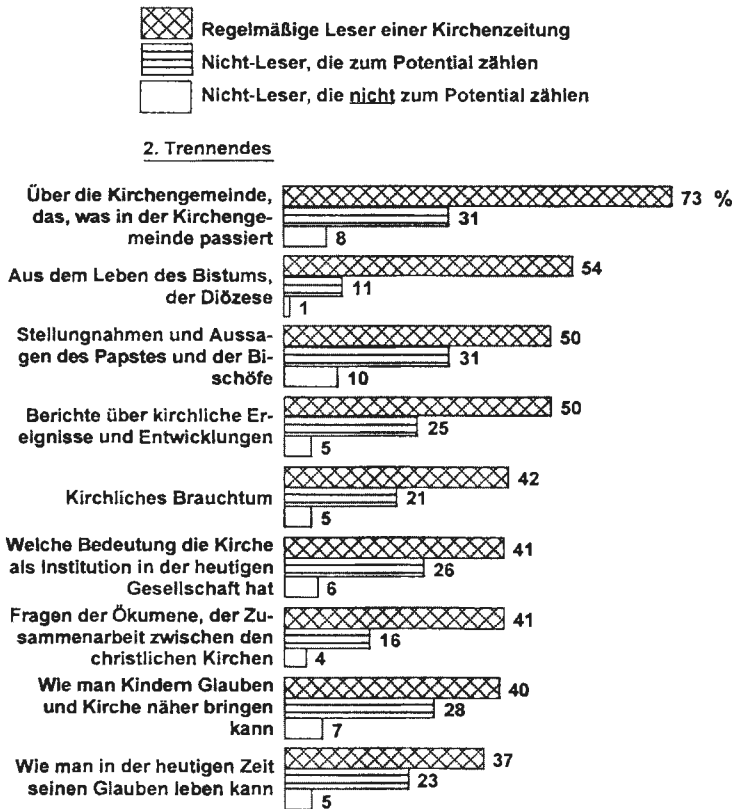 Regelmäßige Leser einer Kirchenzeitung
Nicht-Leser, die zum Potential zählen
Nicht-Leser, die nicht zum Potential zählen
2. Trennendes
Über die Kirchengemeinde,
das, was in der Kirchenge-
meinde passiert
73 %
31
8
Aus dem Leben des Bistums,
der Diözese
54
11
1
Stellungnahmen und Aussa-
gen des Papstes und der Bi-
schöfe
50
31
10
Berichte über kirchliche Er-
eignisse und Entwicklungen
50
25
5
Kirchliches Brauchtum
42
21
5
Welche Bedeutung die Kirche
als Institution in der heutigen
Gesellschaft hat
41
26
6
Fragen der Ökumene, der Zu-
sammenarbeit zwischen den
christlichen Kirchen
41
16
4
Wie man Kindern Glauben
und Kirche näher bringen
kann
40
28
7
Wie man in der heutigen Zeit
seinen Glauben leben kann
37
23
5